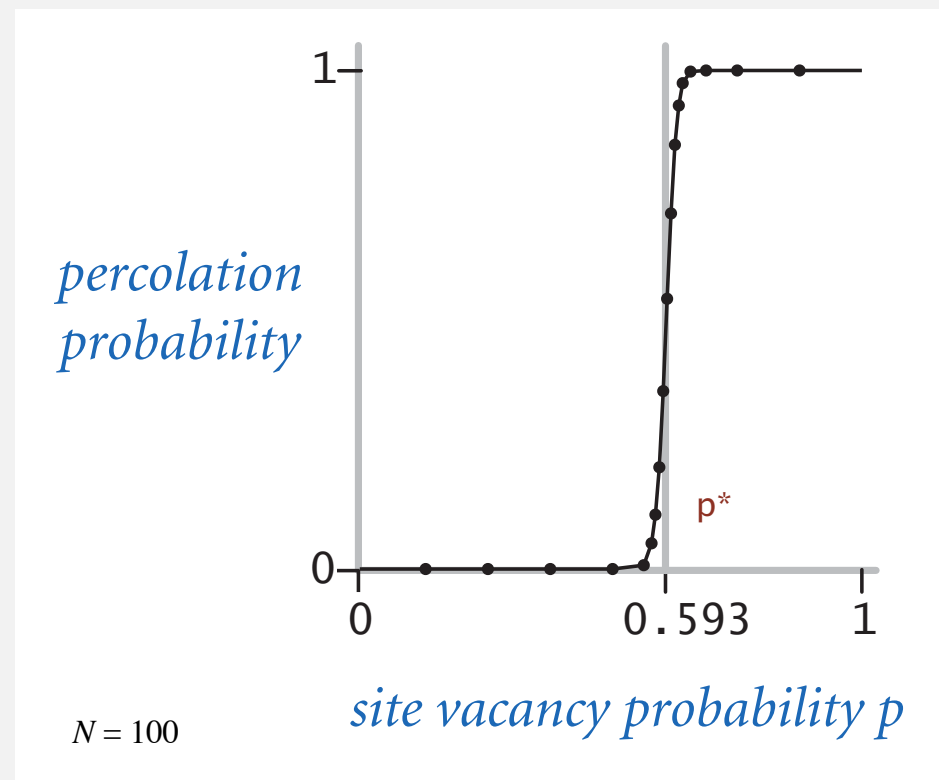 1
percolation
probability
p*
0
0
0.593
1
site vacancy probability p
N = 100